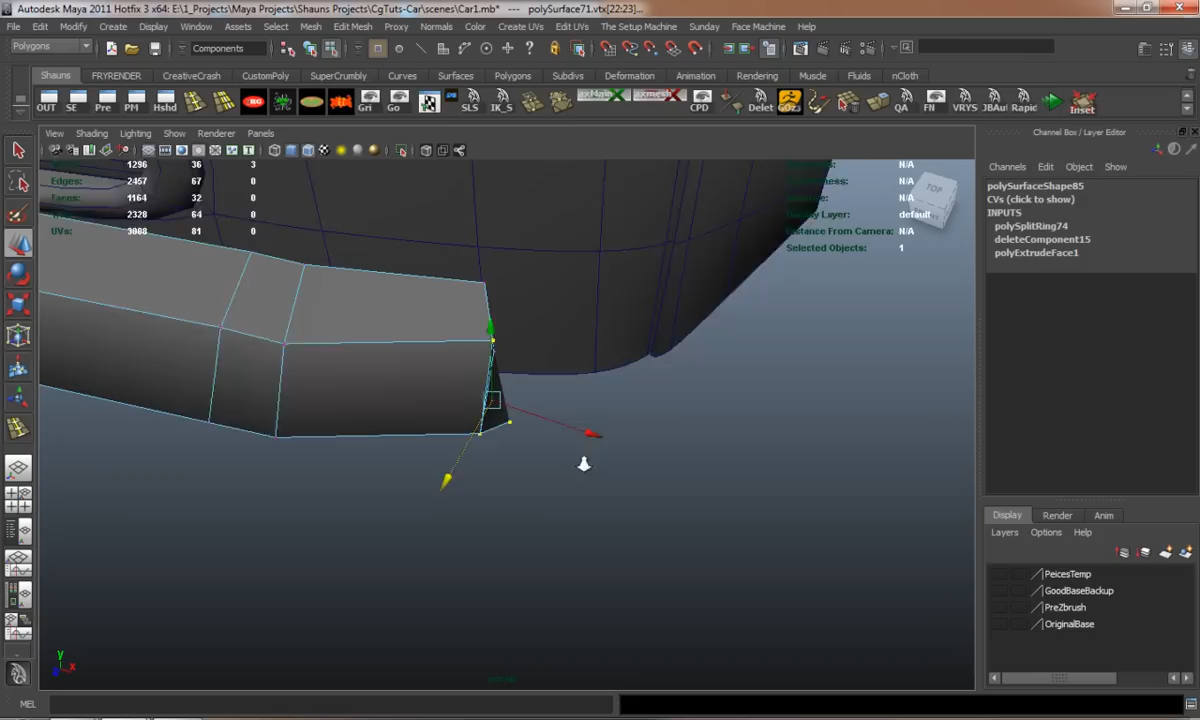 Autodesk Maya 2011 Hotfix 3 x64: E:\1_Projects\Maya Projects\Shauns Projects\CgTuts-Car\scenes\Car1.mb* --- polySurface71.vtx[22:23]...
File Edit Modify Create Display Window Assets Select Mesh Edit Mesh Proxy Normals Color Create UVs Edit UVs The Setup Machine Sunday Face Machine Help
Polygons Components
Shauns FRYRENDER CreativeCrash CustomPoly SuperCrumbly Curves Surfaces Polygons Subdivs Deformation Animation Rendering Muscle Fluids nCloth
OUT SE Pre PM Hshd Gri Go SLS IK_S CPD Delet GOz QA FN VRYS JBAu Rapic Inset
View Shading Lighting Show Renderer Panels
Channel Box / Layer Editor
Channels Edit Object Show
polySurfaceShape85
CVs (click to show)
INPUTS
polySplitRing74
deleteComponent15
polyExtrudeFace1
1296 36 3
Edges: 2457 67 0
Faces: 1164 32 0
2328 64 0
UVs: 3008 81 0
N/A
N/A
N/A
Display Layer: default
Distance From Camera: N/A
Selected Objects: 1
TOP
Display Render Anim
Layers Options Help
PeicesTemp
GoodBaseBackup
PreZbrush
OriginalBase
y
x
MEL